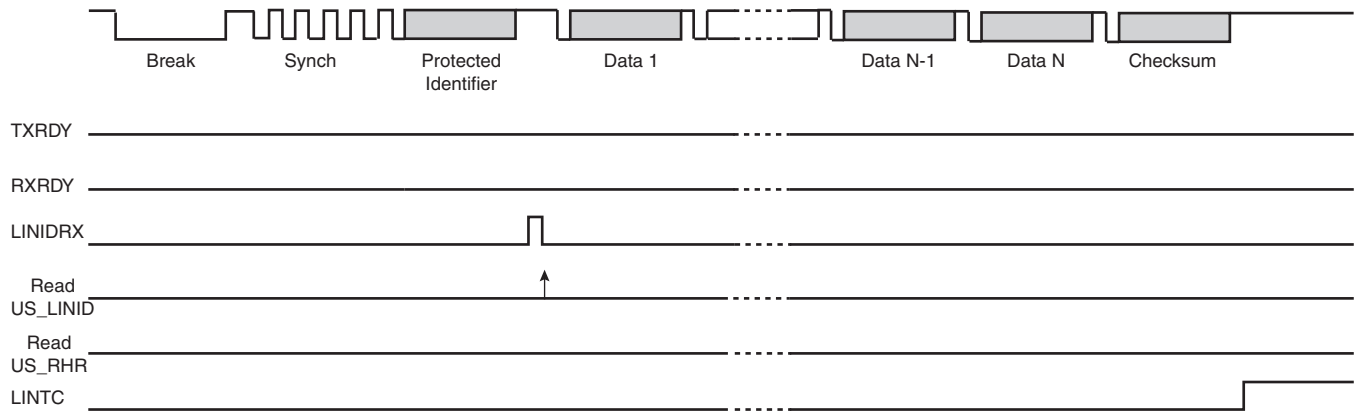 Break Synch Protected Identifier Data 1 Data N-1 Data N Checksum
TXRDY
RXRDY
LINIDRX
Read
US_LINID
Read
US_RHR
LINTC